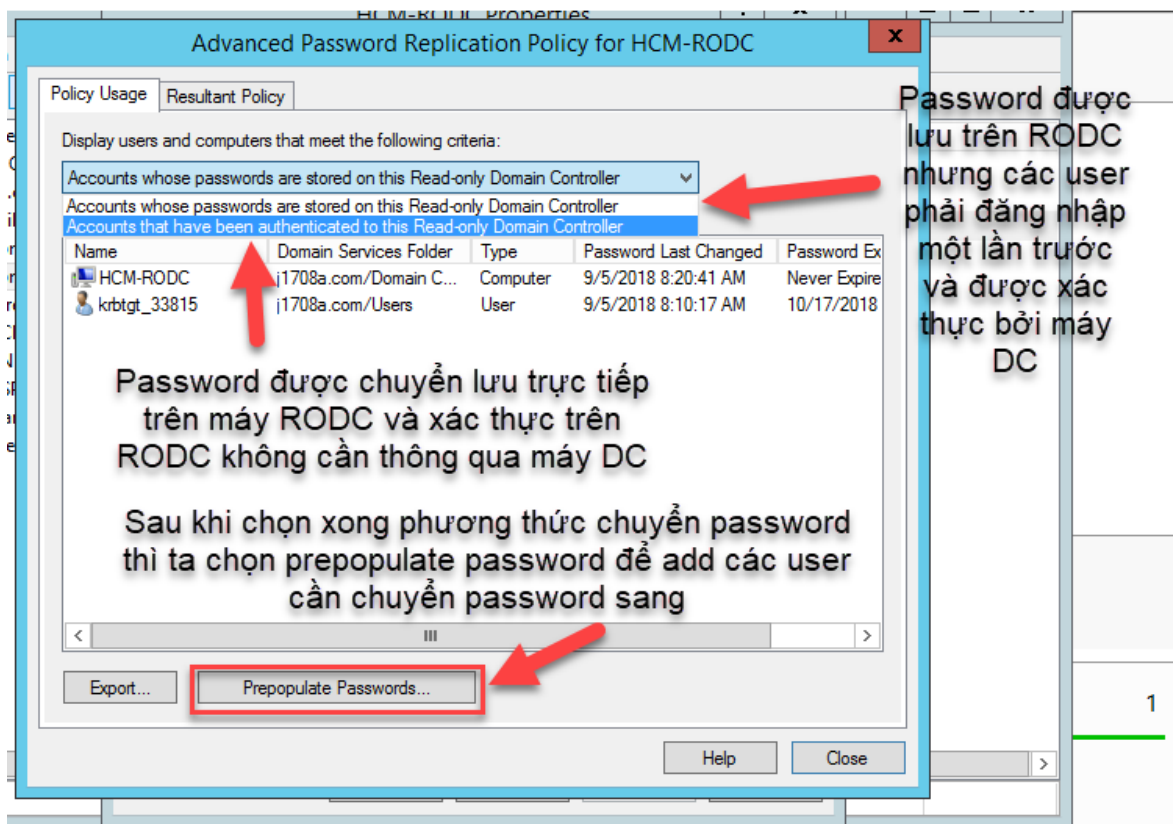 HCM-RODC Properties
Advanced Password Replication Policy for HCM-RODC
x
Policy Usage
Resultant Policy
Display users and computers that meet the following criteria:
Accounts whose passwords are stored on this Read-only Domain Controller
Accounts whose passwords are stored on this Read-only Domain Controller
Accounts that have been authenticated to this Read-only Domain Controller
Name Domain Services Folder Type Password Last Changed Password Ex
HCM-RODC j1708a.com/Domain C... Computer 9/5/2018 8:20:41 AM Never Expire
krbtgt_33815 j1708a.com/Users User 9/5/2018 8:10:17 AM 10/17/2018
Password được
lưu trên RODC
nhưng các user
phải đăng nhập
một lần trước
và được xác
thực bởi máy
DC
Password được chuyển lưu trực tiếp
trên máy RODC và xác thực trên
RODC không cần thông qua máy DC
Sau khi chọn xong phương thức chuyển password
thì ta chọn prepopulate password để add các user
cần chuyển password sang
Export...
Prepopulate Passwords...
1
Help
Close